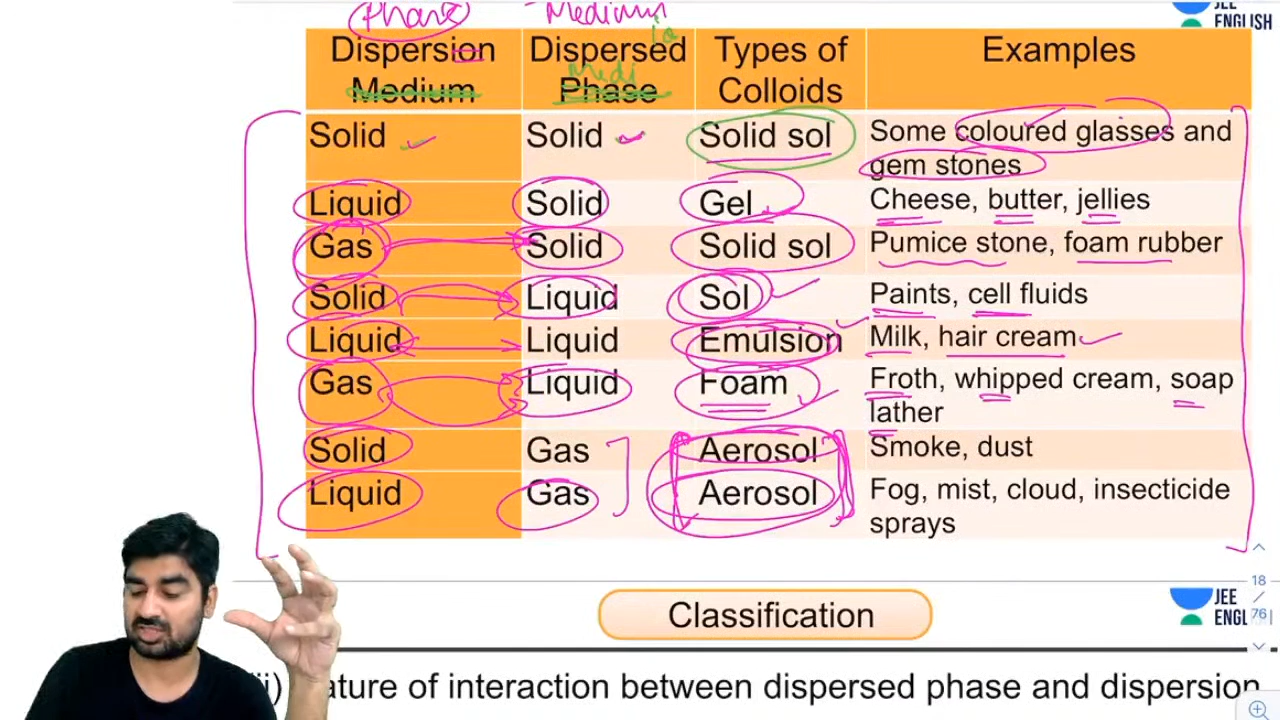 Phase Medium
JEE
ENGLISH
Dispersion Dispersed Types of Examples
Medium Phase Colloids
Medi
Solid Solid Solid sol Some coloured glasses and
gem stones
Liquid Solid Gel Cheese, butter, jellies
Gas Solid Solid sol Pumice stone, foam rubber
Solid Liquid Sol Paints, cell fluids
Liquid Liquid Emulsion Milk, hair cream
Gas Liquid Foam Froth, whipped cream, soap
lather
Solid Gas Aerosol Smoke, dust
Liquid Gas Aerosol Fog, mist, cloud, insecticide
sprays
18
/
76
Classification
JEE
of interaction between dispersed phase and dispersion